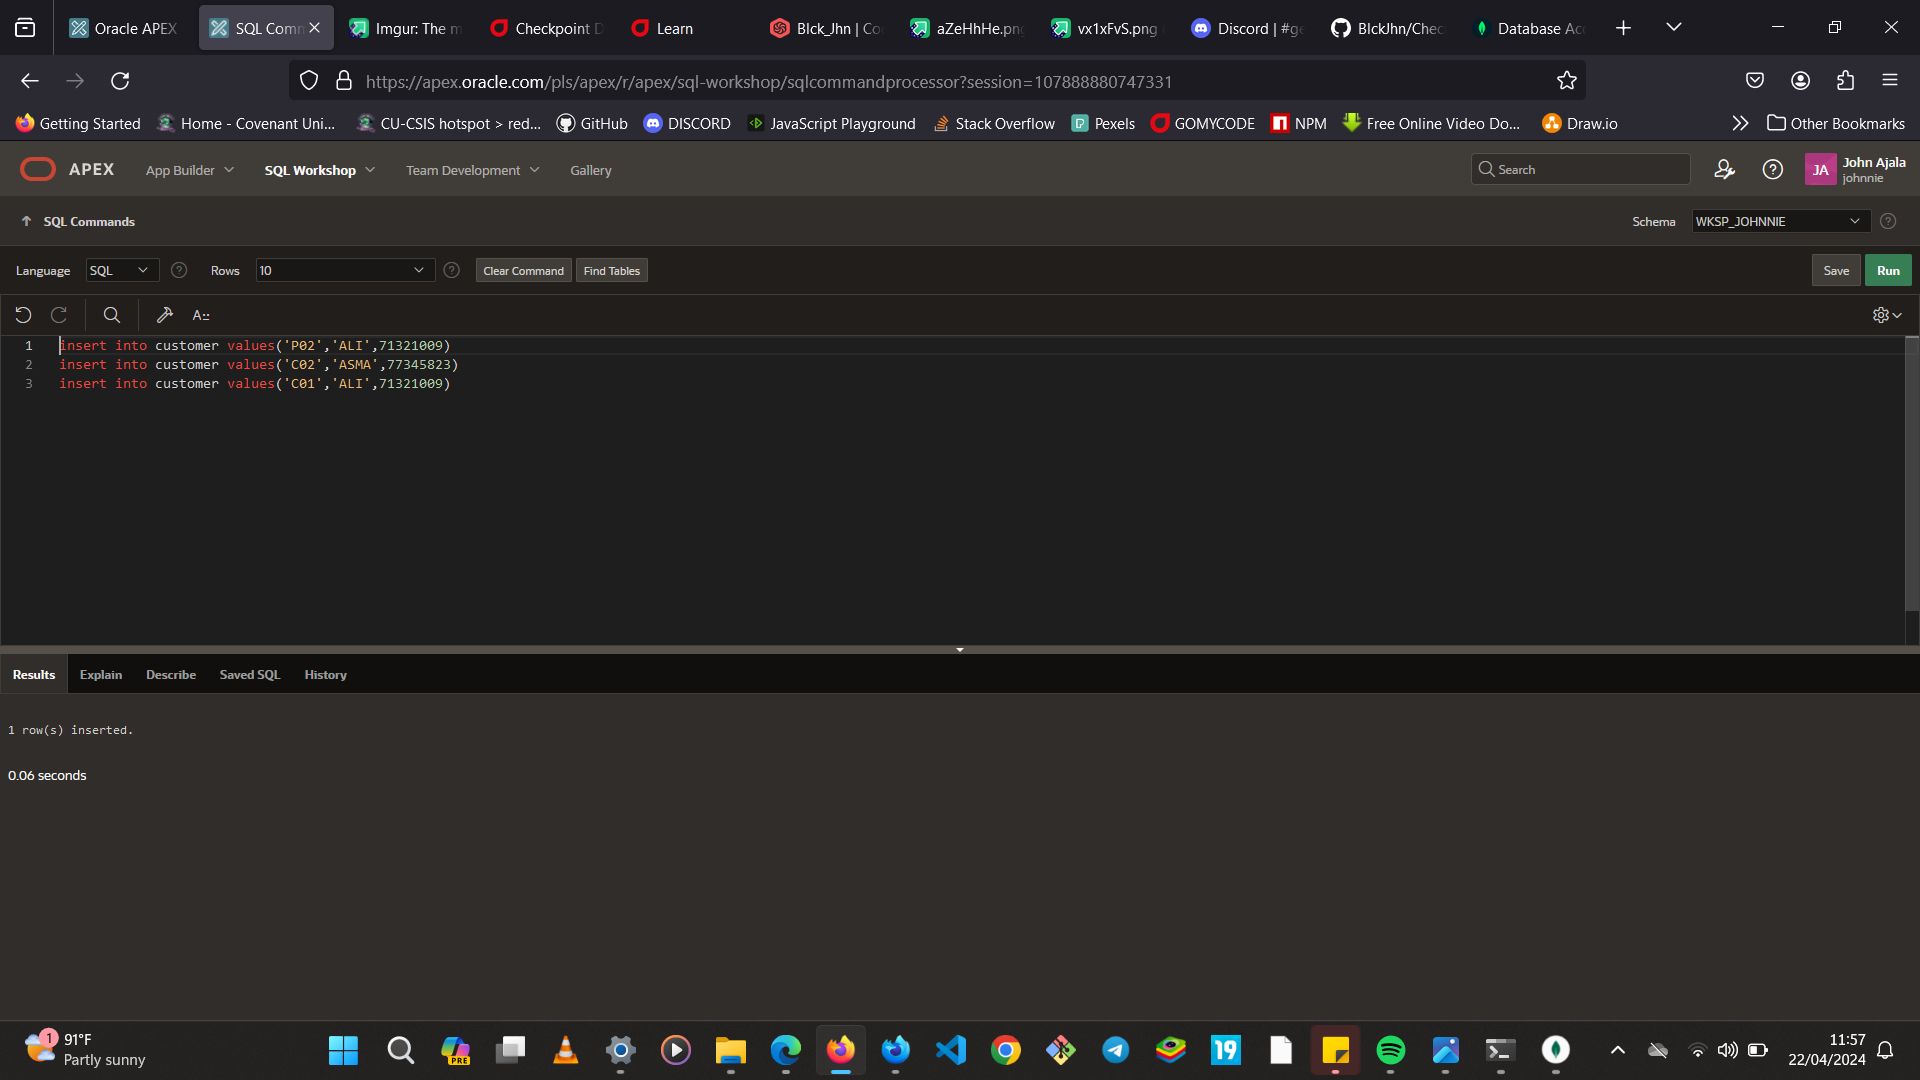 Oracle APEX
SQL Comm
Imgur: The m
Checkpoint D
Learn
Blck_Jhn | Co
aZeHhHe.png
vx1xFvS.png
Discord | #ge
BlckJhn/Chec
Database Acc
https://apex.oracle.com/pls/apex/r/apex/sql-workshop/sqlcommandprocessor?session=107888880747331
Getting Started
Home - Covenant Uni...
CU-CSIS hotspot > red...
GitHub
DISCORD
JavaScript Playground
Stack Overflow
Pexels
GOMYCODE
NPM
Free Online Video Do...
Draw.io
Other Bookmarks
APEX
App Builder
SQL Workshop
Team Development
Gallery
Search
JA
John Ajala
johnnie
SQL Commands
Schema
WKSP_JOHNNIE
Language
SQL
Rows
10
Clear Command
Find Tables
Save
Run
A::
1 insert into customer values('P02','ALI',71321009)
2 insert into customer values('C02','ASMA',77345823)
3 insert into customer values('C01','ALI',71321009)
Results
Explain
Describe
Saved SQL
History
1 row(s) inserted.
0.06 seconds
1
91°F
Partly sunny
PRE
19
11:57
22/04/2024